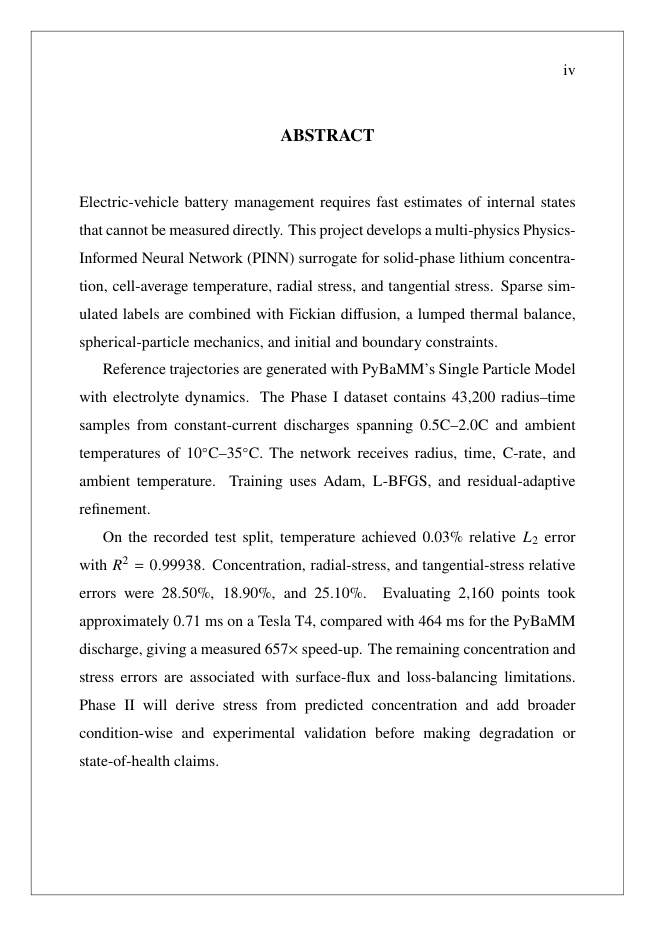 iv
ABSTRACT
Electric-vehicle battery management requires fast estimates of internal states
that cannot be measured directly. This project develops a multi-physics Physics-
Informed Neural Network (PINN) surrogate for solid-phase lithium concentra-
tion, cell-average temperature, radial stress, and tangential stress. Sparse sim-
ulated labels are combined with Fickian diffusion, a lumped thermal balance,
spherical-particle mechanics, and initial and boundary constraints.
Reference trajectories are generated with PyBaMM’s Single Particle Model
with electrolyte dynamics. The Phase I dataset contains 43,200 radius–time
samples from constant-current discharges spanning 0.5C–2.0C and ambient
temperatures of 10°C–35°C. The network receives radius, time, C-rate, and
ambient temperature. Training uses Adam, L-BFGS, and residual-adaptive
refinement.
On the recorded test split, temperature achieved 0.03% relative L₂ error
with R² = 0.99938. Concentration, radial-stress, and tangential-stress relative
errors were 28.50%, 18.90%, and 25.10%. Evaluating 2,160 points took
approximately 0.71 ms on a Tesla T4, compared with 464 ms for the PyBaMM
discharge, giving a measured 657× speed-up. The remaining concentration and
stress errors are associated with surface-flux and loss-balancing limitations.
Phase II will derive stress from predicted concentration and add broader
condition-wise and experimental validation before making degradation or
state-of-health claims.